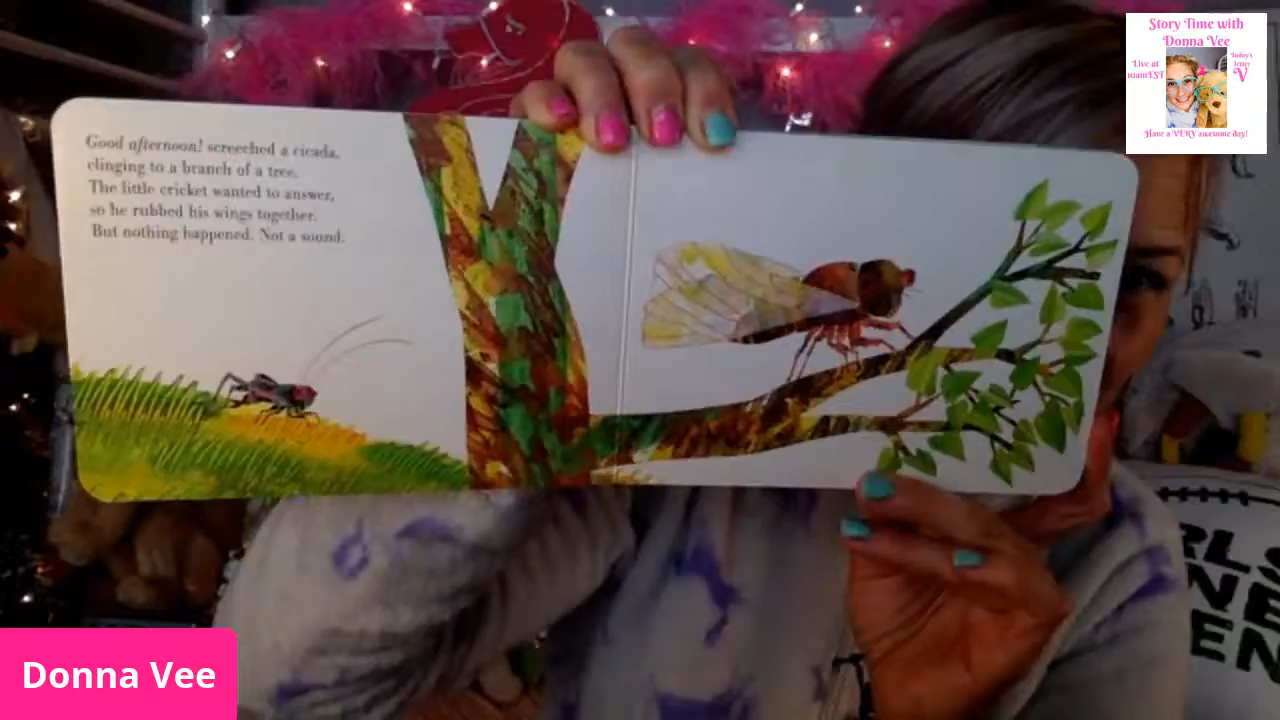 Story Time with
Donna Vee
Live at
10amEST
Today's
letter
V
Have a VERY awesome day!
Good afternoon! screeched a cicada,
clinging to a branch of a tree.
The little cricket wanted to answer,
so he rubbed his wings together.
But nothing happened. Not a sound.
Donna Vee